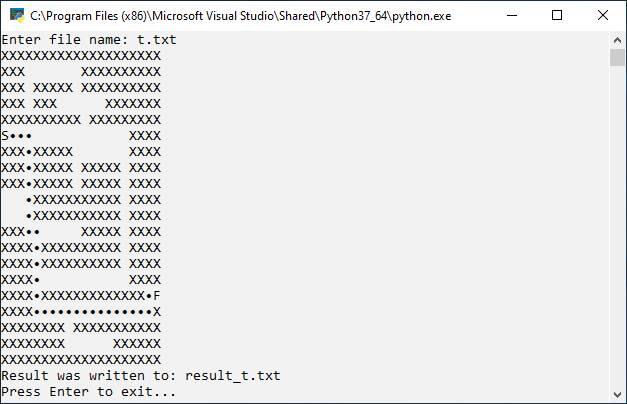 C:\Program Files (x86)\Microsoft Visual Studio\Shared\Python37_64\python.exe
Enter file name: t.txt
XXXXXXXXXXXXXXXXXXXX
XXX       XXXXXXXXXX
XXX XXXXX XXXXXXXXXX
XXX XXX      XXXXXXX
XXXXXXXXXX XXXXXXXXX
S•••            XXXX
XXX•XXXXX       XXXX
XXX•XXXXX XXXXX XXXX
XXX•XXXXX XXXXX XXXX
   •XXXXXXXXXXX XXXX
   •XXXXXXXXXXX XXXX
XXX••     XXXXX XXXX
XXXX•XXXXXXXXXX XXXX
XXXX•XXXXXXXXXX XXXX
XXXX•           XXXX
XXXX•XXXXXXXXXXXXX•F
XXXX•••••••••••••••X
XXXXXXXX XXXXXXXXXXX
XXXXXXXX      XXXXXX
XXXXXXXXXXXXXXXXXXXX
Result was written to: result_t.txt
Press Enter to exit...